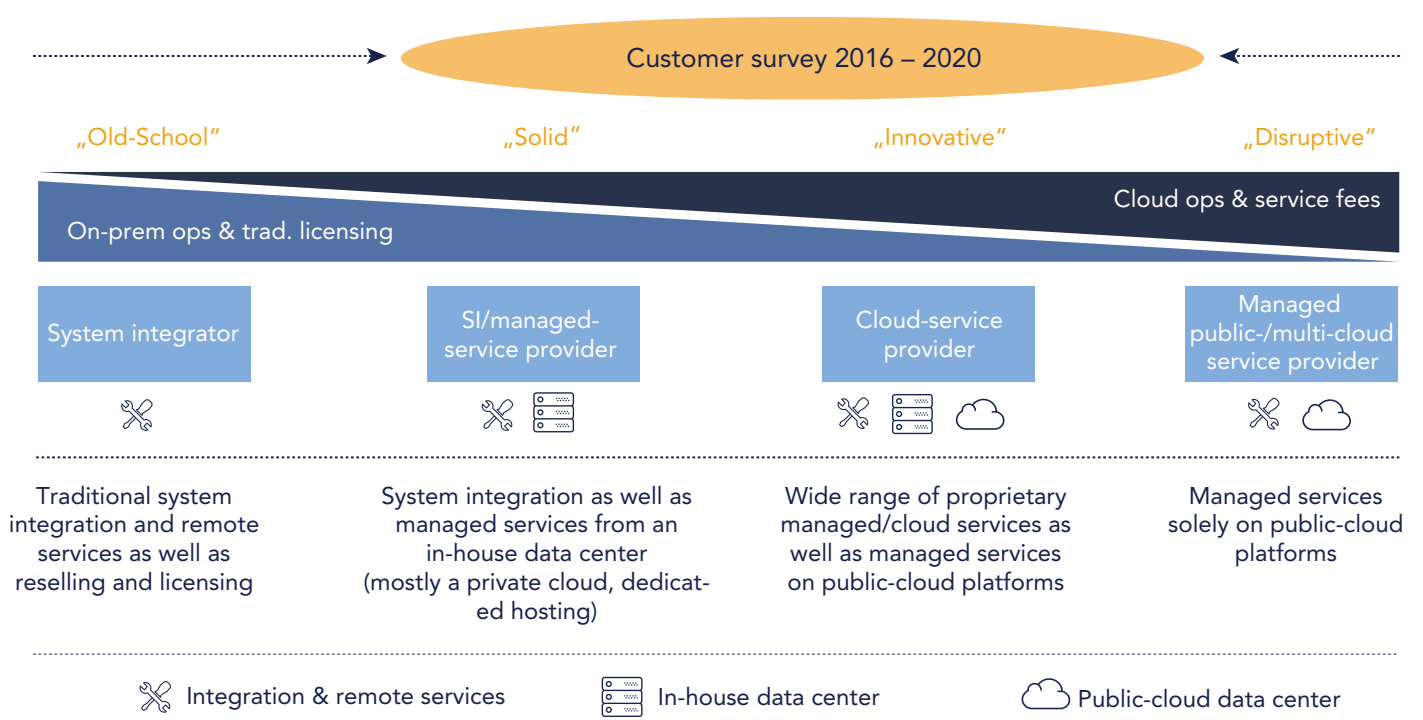 Customer survey 2016 – 2020
„Old-School“
„Solid“
„Innovative“
„Disruptive“
Cloud ops & service fees
On-prem ops & trad. licensing
System integrator
SI/managed-
service provider
Cloud-service
provider
Managed
public-/multi-cloud
service provider
Traditional system
integration and remote
services as well as
reselling and licensing
System integration as well as
managed services from an
in-house data center
(mostly a private cloud, dedicat-
ed hosting)
Wide range of proprietary
managed/cloud services as
well as managed services
on public-cloud platforms
Managed services
solely on public-cloud
platforms
Integration & remote services
In-house data center
Public-cloud data center